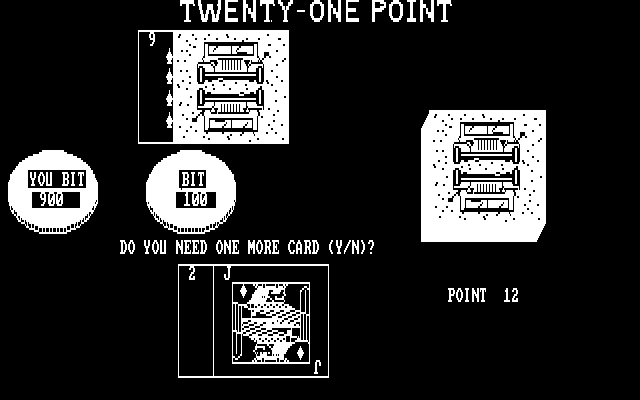 TWENTY-ONE POINT
9
YOU BIT
900
BIT
100
DO YOU NEED ONE MORE CARD (Y/N)?
2 J
POINT 12
J